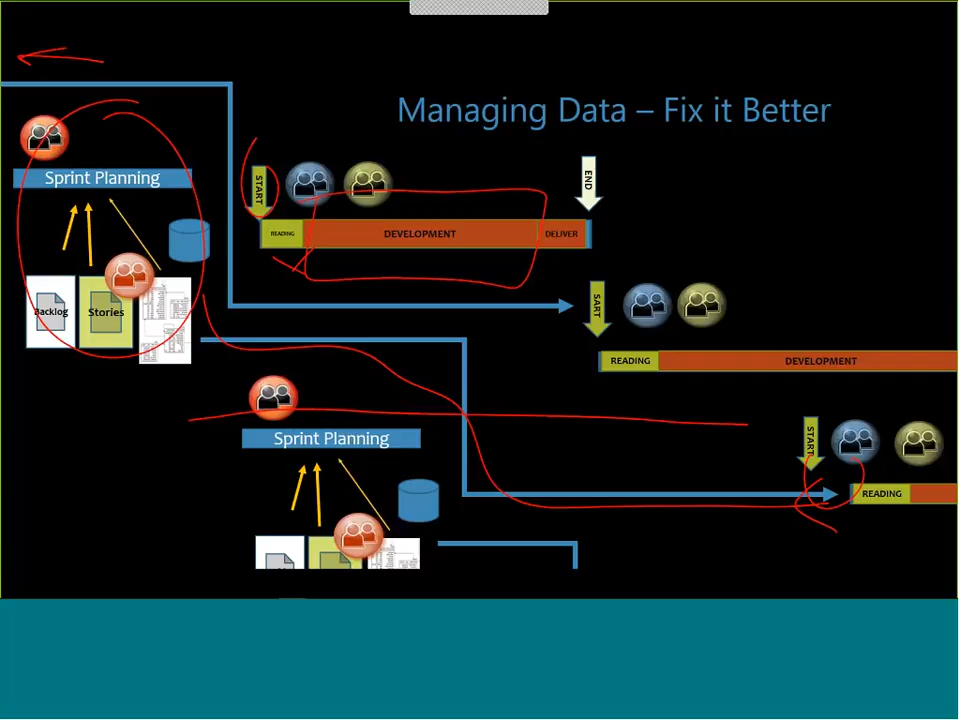 Managing Data – Fix it Better
Sprint Planning
START
END
READING
DEVELOPMENT
DELIVER
Backlog
Stories
SART
READING
DEVELOPMENT
Sprint Planning
START
READING